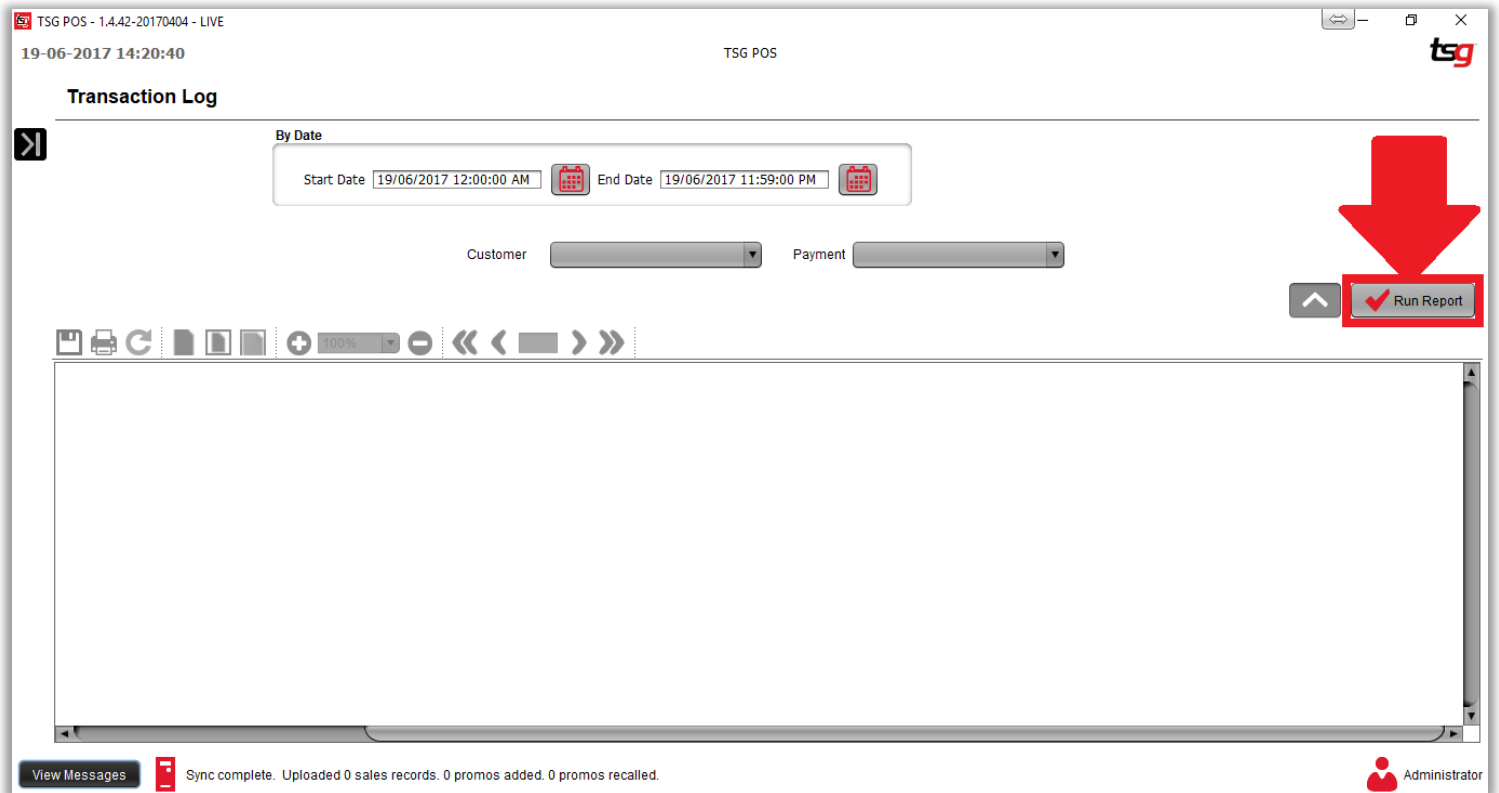 TSG POS - 1.4.42-20170404 - LIVE
19-06-2017 14:20:40
TSG POS
tsg
Transaction Log
By Date
Start Date 19/06/2017 12:00:00 AM End Date 19/06/2017 11:59:00 PM
Customer Payment
Run Report
100%
View Messages Sync complete. Uploaded 0 sales records. 0 promos added. 0 promos recalled. Administrator